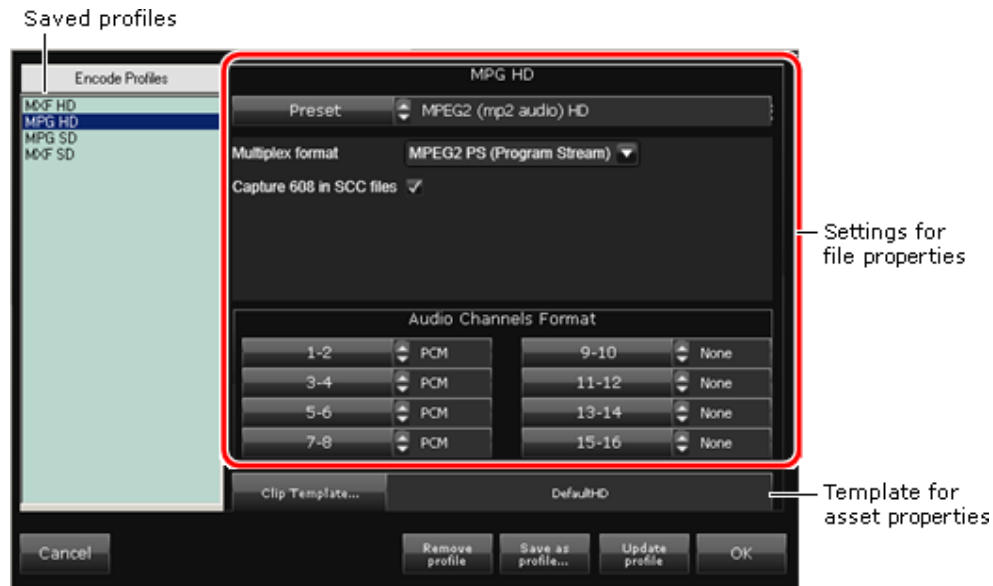 Saved profiles
Encode Profiles
MXF HD
MPG HD
MPG SD
MXF SD
MPG HD
Preset MPEG2 (mp2 audio) HD
Multiplex format MPEG2 PS (Program Stream)
Capture 608 in SCC files
Settings for
file properties
Audio Channels Format
1-2 PCM 9-10 None
3-4 PCM 11-12 None
5-6 PCM 13-14 None
7-8 PCM 15-16 None
Clip Template... DefaultHD
Template for
asset properties
Cancel
Remove
profile
Save as
profile...
Update
profile
OK